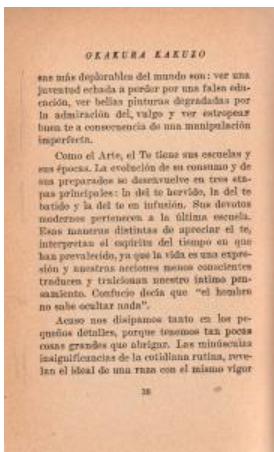 OKAKURA KAKUZO
sas más deplorables del mundo son: ver una
juventud echada a perder por una falsa edu-
cación, ver bellas pinturas degradadas por
la admiración del valgo y ver estropear
buen te a consecuencia de una manipulación
imperfecta.
Como el Arte, el Te tiene sus escuelas y
sus épocas. La evolución de su consumo y de
sus preparados se desenvuelve en tres eta-
pas principales: la del te hervido, la del te
batido y la del te en infusión. Sus devotos
modernos pertenecen a la última escuela.
Esas maneras distintas de apreciar el te,
interpretan el espíritu del tiempo en que
han prevalecido, ya que la vida es una expre-
sión y nuestras acciones menos conscientes
traducen y traicionan nuestro íntimo pen-
samiento. Confucio decía que "el hombre
no sabe ocultar nada".
Acaso nos disipamos tanto en los pe-
queños detalles, porque tenemos tan pocas
cosas grandes que abrigar. Las minúsculas
insignificancias de la cotidiana rutina, reve-
lan el ideal de una raza con el mismo vigor